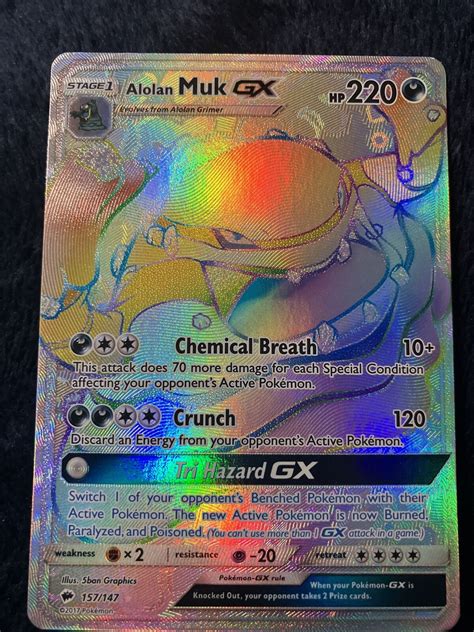 STAGE1 Alolan Muk GX HP220
Evolves from Alolan Grimer
Chemical Breath 10+
This attack does 70 more damage for each Special Condition
affecting your opponent's Active Pokémon.
Crunch 120
Discard an Energy from your opponent's Active Pokémon.
Tri Hazard GX
Switch 1 of your opponent's Benched Pokémon with their
Active Pokémon. The new Active Pokémon is now Burned,
Paralyzed, and Poisoned. (You can't use more than 1 GX attack in a game.)
weakness ×2 resistance -20 retreat
Illus. 5ban Graphics
Pokémon-GX rule
When your Pokémon-GX is
Knocked Out, your opponent takes 2 Prize cards.
157/147
©2017 Pokémon